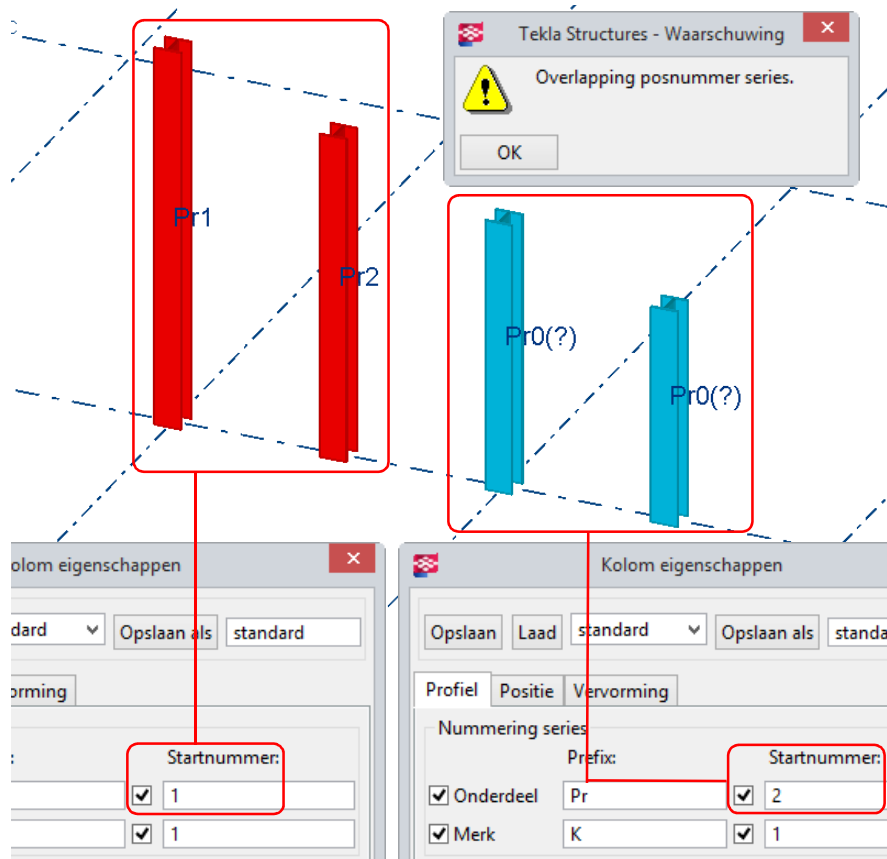 Tekla Structures - Waarschuwing
Overlapping posnummer series.
OK
Pr1
Pr2
Pr0(?)
Pr0(?)
olom eigenschappen
dard
Opslaan als
standard
orming
Startnummer:
1
1
Kolom eigenschappen
Opslaan
Laad
standard
Opslaan als
standa
Profiel
Positie
Vervorming
Nummering series
Prefix:
Startnummer:
Onderdeel
Pr
2
Merk
K
1